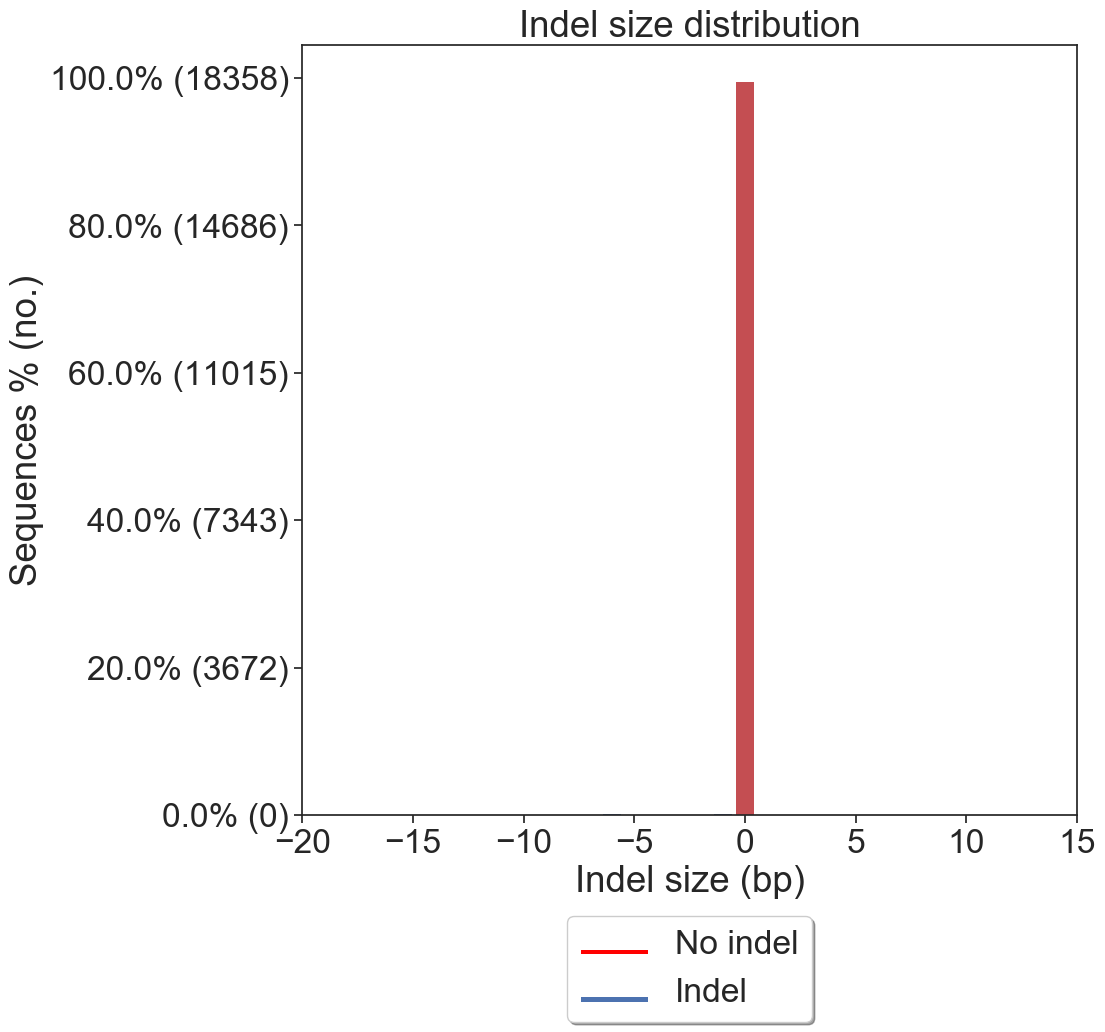 Indel size distribution
100.0% (18358)
80.0% (14686)
60.0% (11015)
40.0% (7343)
20.0% (3672)
0.0% (0)
Sequences % (no.)
−20 −15 −10 −5 0 5 10 15
Indel size (bp)
No indel
Indel